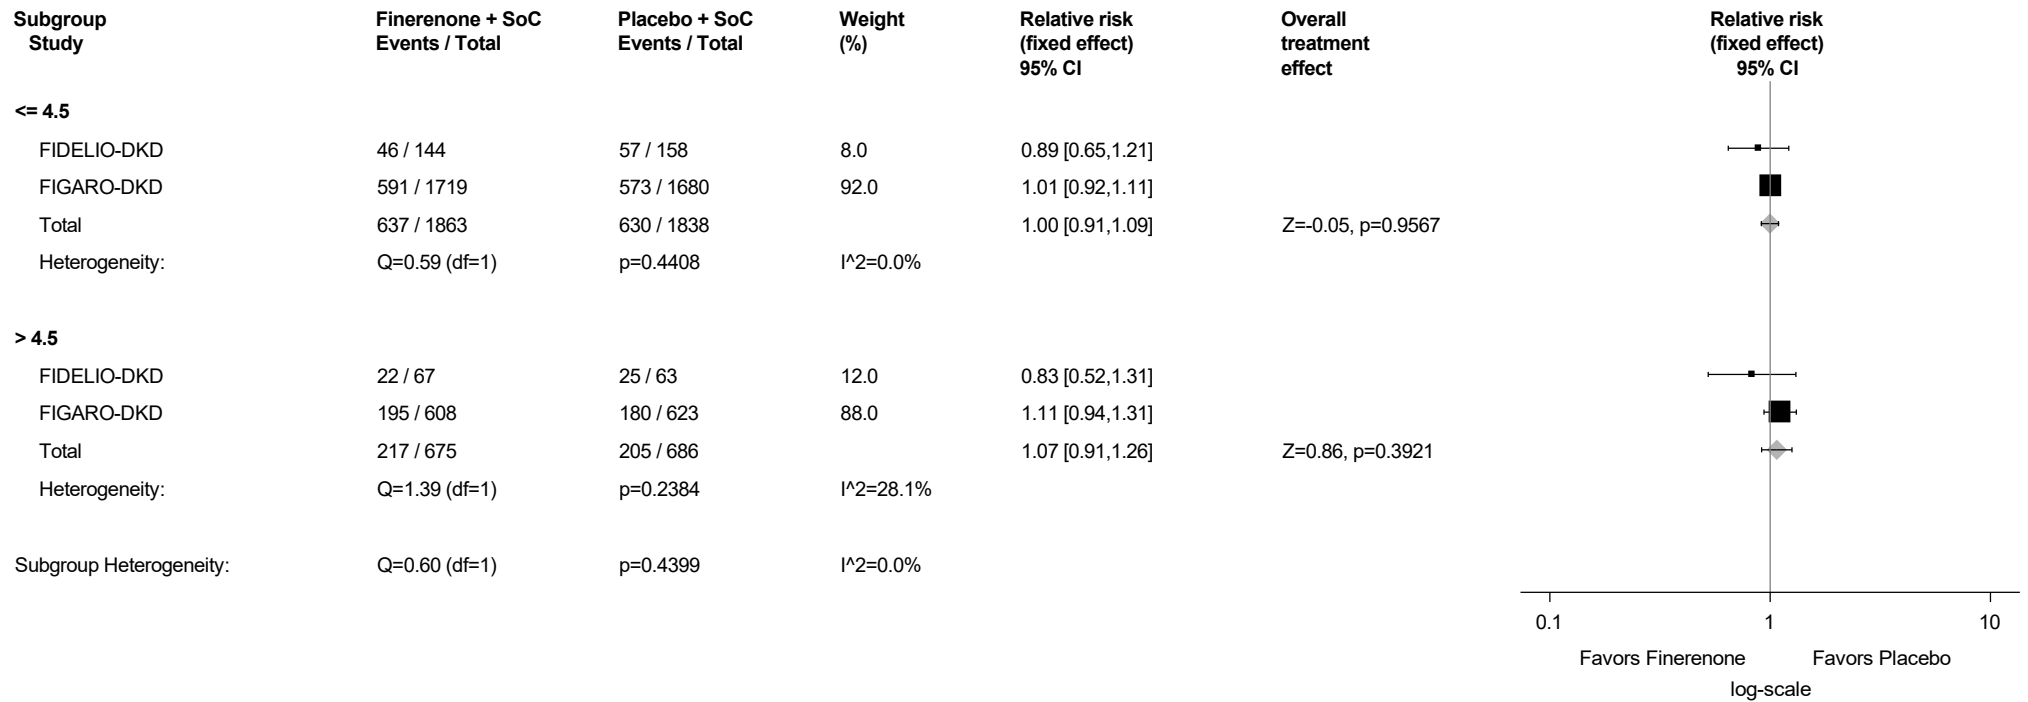 Subgroup Finerenone + SoC Placebo + SoC Weight Relative risk Overall Relative risk
Study Events / Total Events / Total (%) (fixed effect) treatment (fixed effect)
95% CI effect 95% CI
<= 4.5
FIDELIO-DKD 46 / 144 57 / 158 8.0 0.89 [0.65,1.21]
FIGARO-DKD 591 / 1719 573 / 1680 92.0 1.01 [0.92,1.11]
Total 637 / 1863 630 / 1838 1.00 [0.91,1.09] Z=-0.05, p=0.9567
Heterogeneity: Q=0.59 (df=1) p=0.4408 I^2=0.0%
> 4.5
FIDELIO-DKD 22 / 67 25 / 63 12.0 0.83 [0.52,1.31]
FIGARO-DKD 195 / 608 180 / 623 88.0 1.11 [0.94,1.31]
Total 217 / 675 205 / 686 1.07 [0.91,1.26] Z=0.86, p=0.3921
Heterogeneity: Q=1.39 (df=1) p=0.2384 I^2=28.1%
Subgroup Heterogeneity: Q=0.60 (df=1) p=0.4399 I^2=0.0%
0.1 1 10
Favors Finerenone Favors Placebo
log-scale